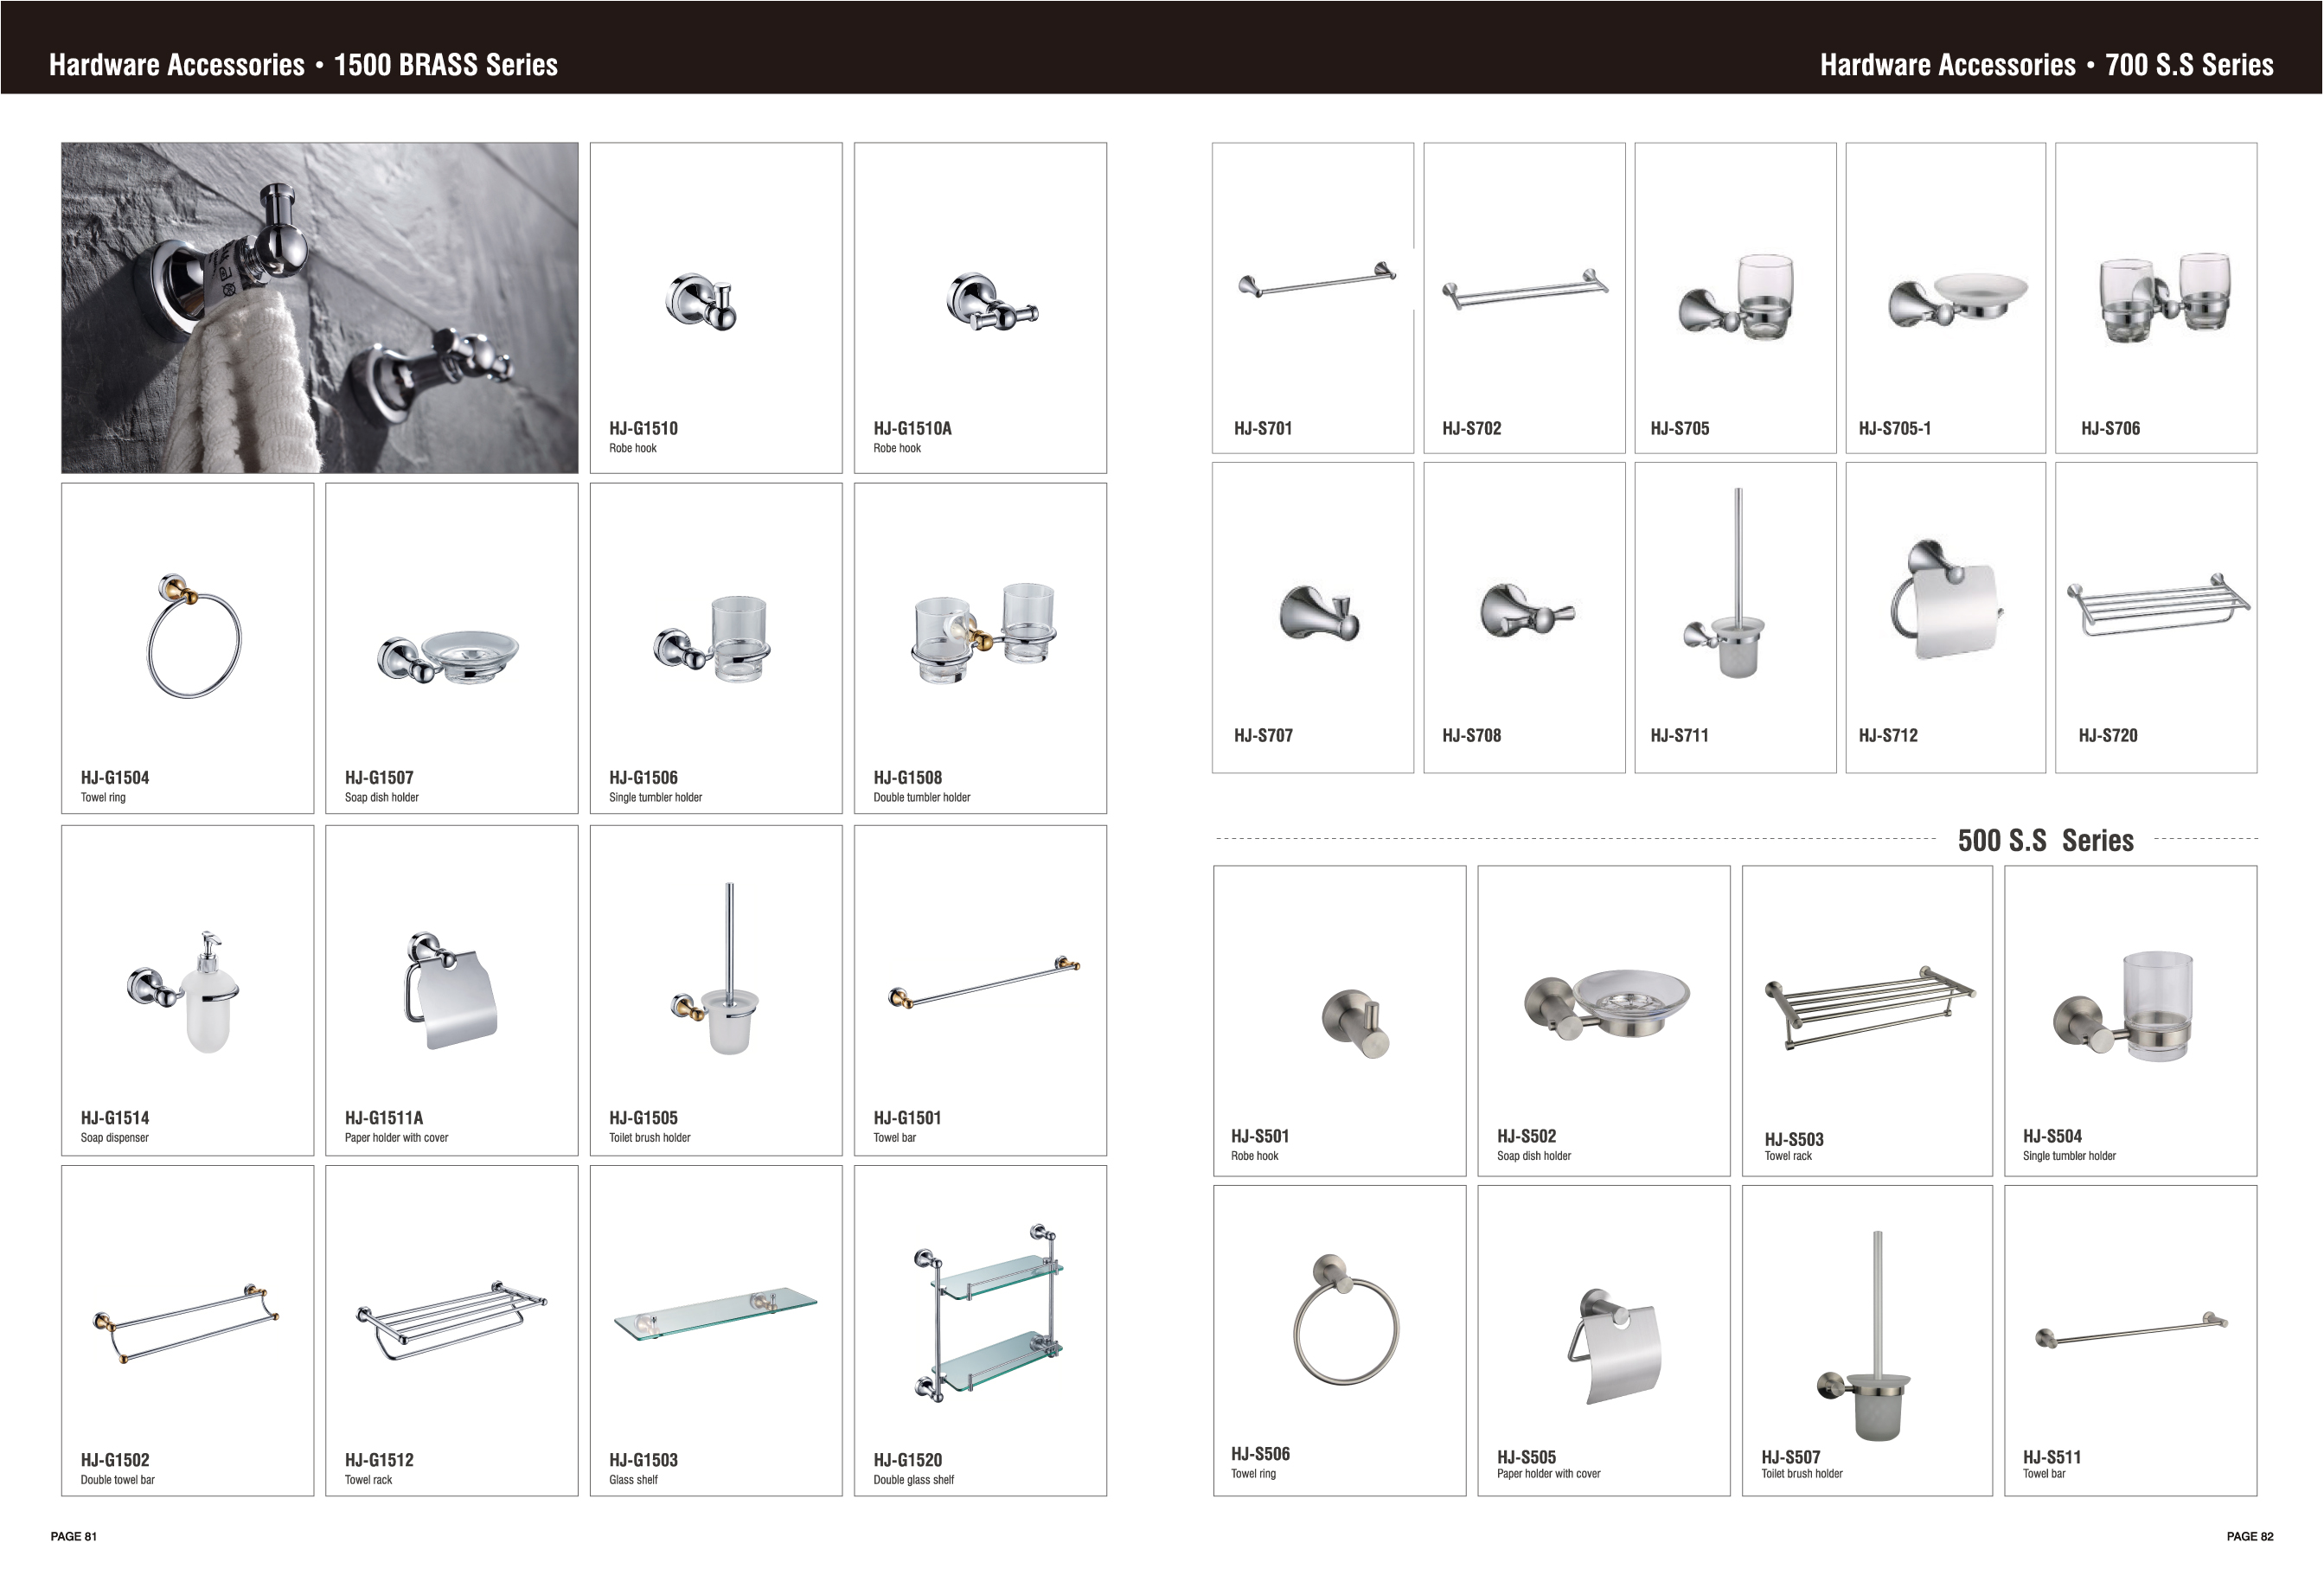 Hardware Accessories • 1500 BRASS Series
Hardware Accessories • 700 S.S Series
HJ-G1510
Robe hook
HJ-G1510A
Robe hook
HJ-G1504
Towel ring
HJ-G1507
Soap dish holder
HJ-G1506
Single tumbler holder
HJ-G1508
Double tumbler holder
HJ-G1514
Soap dispenser
HJ-G1511A
Paper holder with cover
HJ-G1505
Toilet brush holder
HJ-G1501
Towel bar
HJ-G1502
Double towel bar
HJ-G1512
Towel rack
HJ-G1503
Glass shelf
HJ-G1520
Double glass shelf
PAGE 81
HJ-S701
HJ-S702
HJ-S705
HJ-S705-1
HJ-S706
HJ-S707
HJ-S708
HJ-S711
HJ-S712
HJ-S720
500 S.S Series
HJ-S501
Robe hook
HJ-S502
Soap dish holder
HJ-S503
Towel rack
HJ-S504
Single tumbler holder
HJ-S506
Towel ring
HJ-S505
Paper holder with cover
HJ-S507
Toilet brush holder
HJ-S511
Towel bar
PAGE 82